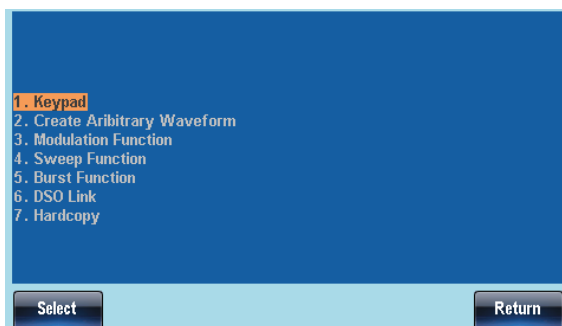 1. Keypad
2. Create Aribitrary Waveform
3. Modulation Function
4. Sweep Function
5. Burst Function
6. DSO Link
7. Hardcopy
Select
Return